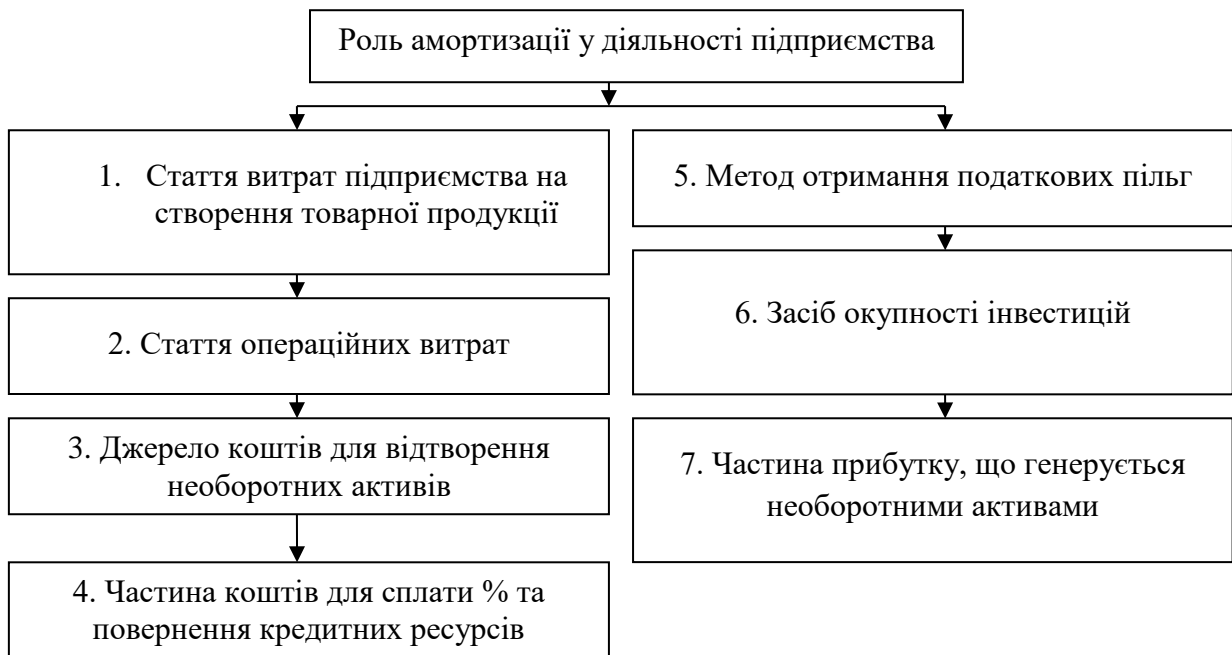 Роль амортизації у діяльності підприємства
1. Стаття витрат підприємства на
створення товарної продукції
2. Стаття операційних витрат
3. Джерело коштів для відтворення
необоротних активів
4. Частина коштів для сплати % та
повернення кредитних ресурсів
5. Метод отримання податкових пільг
6. Засіб окупності інвестицій
7. Частина прибутку, що генерується
необоротними активами